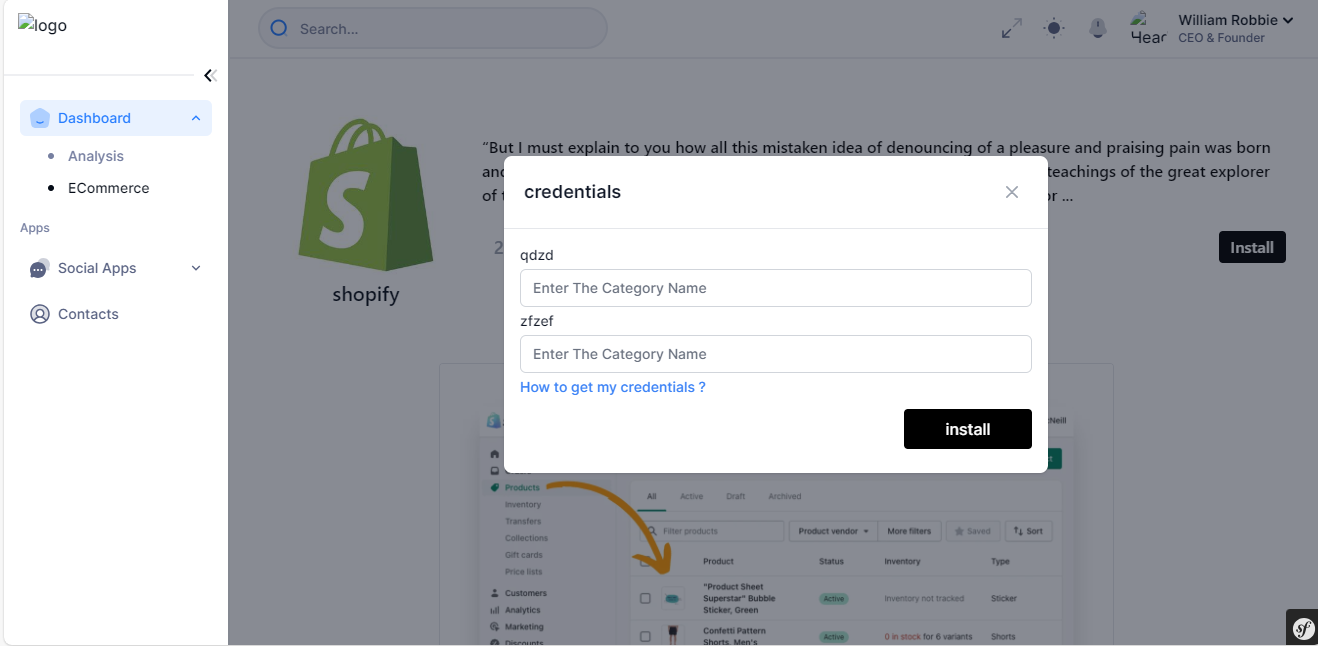 logo
Search...
William Robbie
CEO & Founder
Dashboard
Analysis
ECommerce
Apps
Social Apps
Contacts
S
shopify
“But I must explain to you how all this mistaken idea of denouncing of a pleasure and praising pain was born
and
teachings of the great explorer
of t
or ...
2
Install
credentials
qdzd
Enter The Category Name
zfzef
Enter The Category Name
How to get my credentials ?
install
Neill
Products
Inventory
Transfers
Collections
Gift cards
Price lists
Customers
Analytics
Marketing
Discounts
All
Active
Draft
Archived
Filter products
Product vendor
More filters
Saved
Sort
Product
Status
Inventory
Type
"Product Sheet
Superstar" Bubble
Sticker, Green
Active
Inventory not tracked
Sticker
Confetti Pattern
Shorts, Men's
Active
0 in stock for 6 variants
Shorts
sf